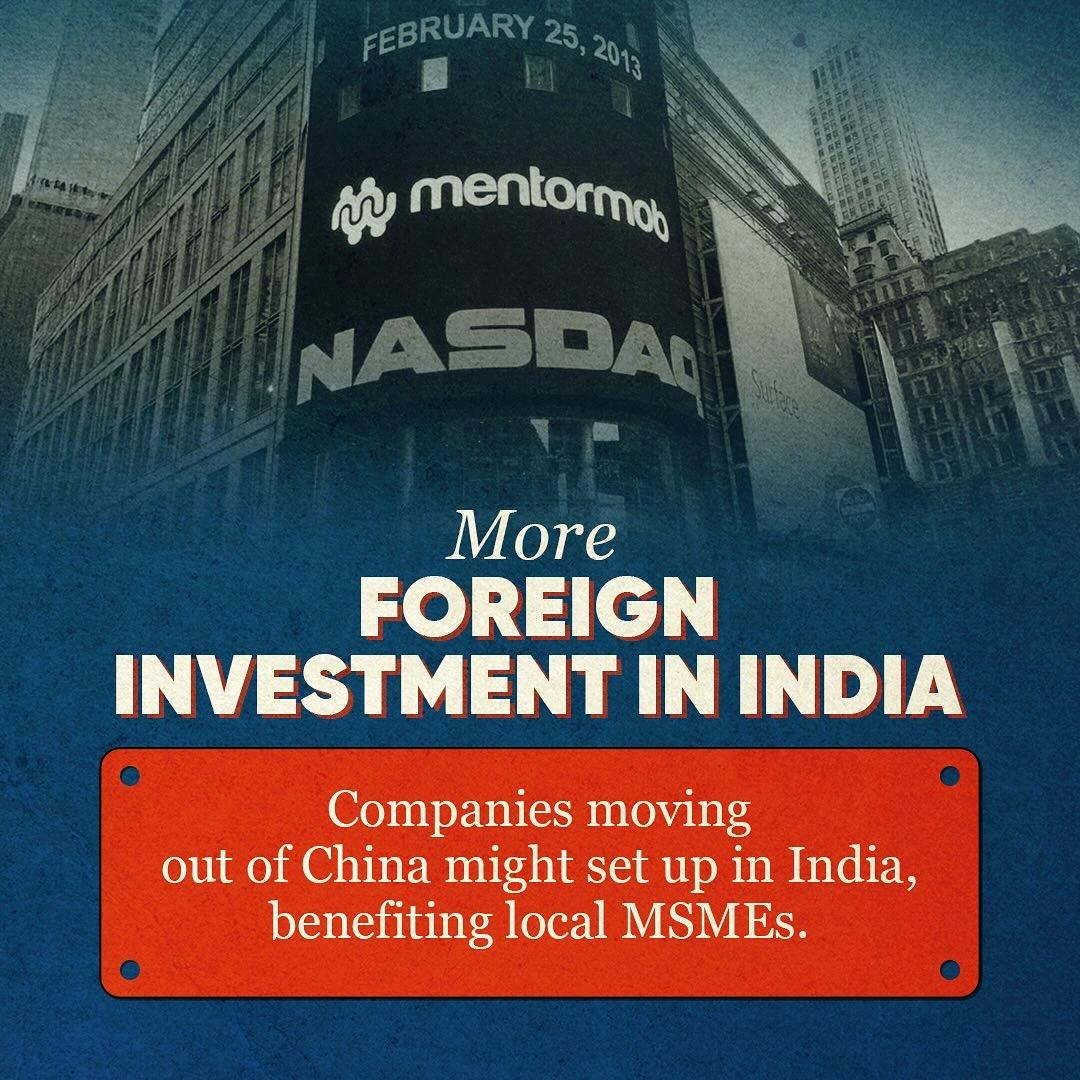 FEBRUARY 25, 2013
mentormob
NASDAQ
Surface
More
FOREIGN
INVESTMENT IN INDIA
Companies moving
out of China might set up in India,
benefiting local MSMEs.